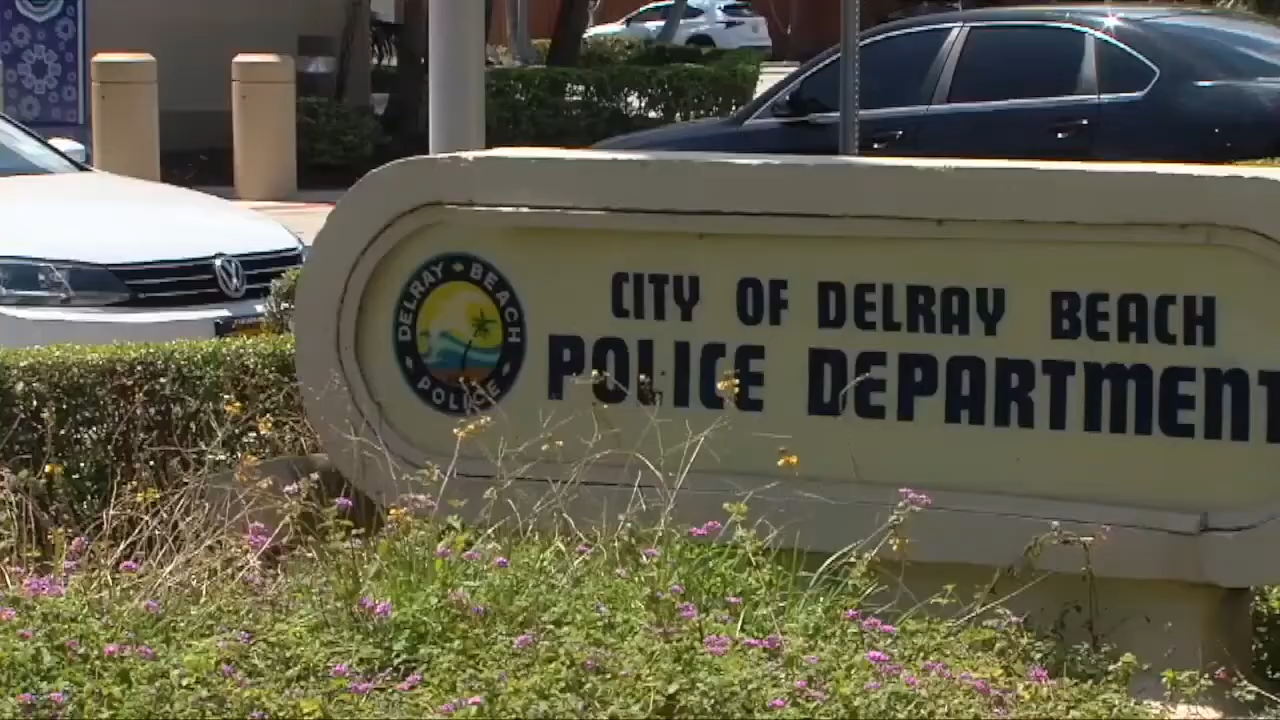 DELRAY BEACH
POLICE
CITY OF DELRAY BEACH
POLICE DEPARTMENT